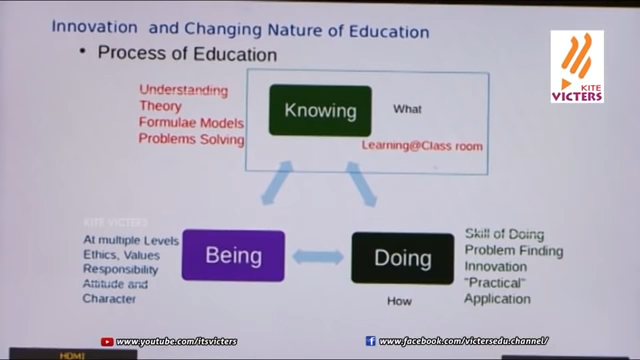 Innovation and Changing Nature of Education
• Process of Education
KITE
VICTERS
Understanding
Theory
Formulae Models
Problems Solving
Knowing
What
Learning@Class room
KITE VICTERS
At multiple Levels
Ethics, Values
Responsibility
Attitude and
Character
Being
Doing
How
Skill of Doing
Problem Finding
Innovation
"Practical"
Application
HDMI
www.youtube.com/itsvicters
www.facebook.com/victersedu.channel/